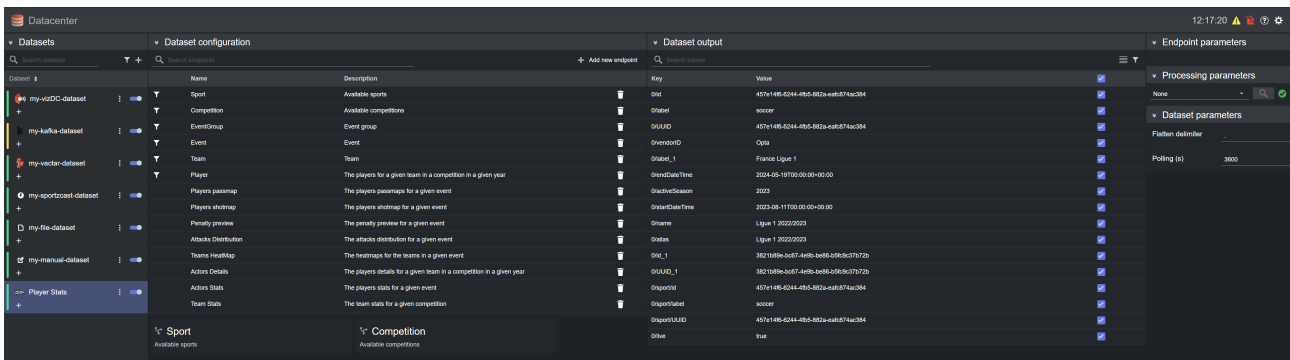 Datacenter
12:17:20
Datasets
Search datasets
Dataset
my-vizDC-dataset
+
my-kafka-dataset
+
my-vactar-dataset
+
my-sportzcast-dataset
+
my-file-dataset
+
my-manual-dataset
+
Player Stats
+
Dataset configuration
Search endpoints
+ Add new endpoint
Name Description
Sport Available sports
Competition Available competitions
EventGroup Event group
Event Event
Team Team
Player The players for a given team in a competition in a given year
Players passmap The players passmaps for a given event
Players shotmap The players shotmap for a given event
Penalty preview The penalty preview for a given event
Attacks Distribution The attacks distribution for a given event
Teams HeatMap The heatmaps for the teams in a given event
Actors Details The players details for a given team in a competition in a given year
Actors Stats The players stats for a given event
Team Stats The team stats for a given competition
Sport
Available sports
Competition
Available competitions
Dataset output
Search entries
Key Value
0/id 457e14f6-6244-4fb5-882a-eafc874ac384
0/label soccer
0/UUID 457e14f6-6244-4fb5-882a-eafc874ac384
0/vendorID Opta
0/label_1 France Ligue 1
0/endDateTime 2024-05-19T00:00:00+00:00
0/activeSeason 2023
0/startDateTime 2023-08-11T00:00:00+00:00
0/name Ligue 1 2022/2023
0/alias Ligue 1 2022/2023
0/id_1 3821b89e-bc67-4e9b-be86-b5fc9c37b72b
0/UUID_1 3821b89e-bc67-4e9b-be86-b5fc9c37b72b
0/sport/id 457e14f6-6244-4fb5-882a-eafc874ac384
0/sport/label soccer
0/sport/UUID 457e14f6-6244-4fb5-882a-eafc874ac384
0/live true
Endpoint parameters
Processing parameters
None
Dataset parameters
Flatten delimiter
Polling (s) 3600